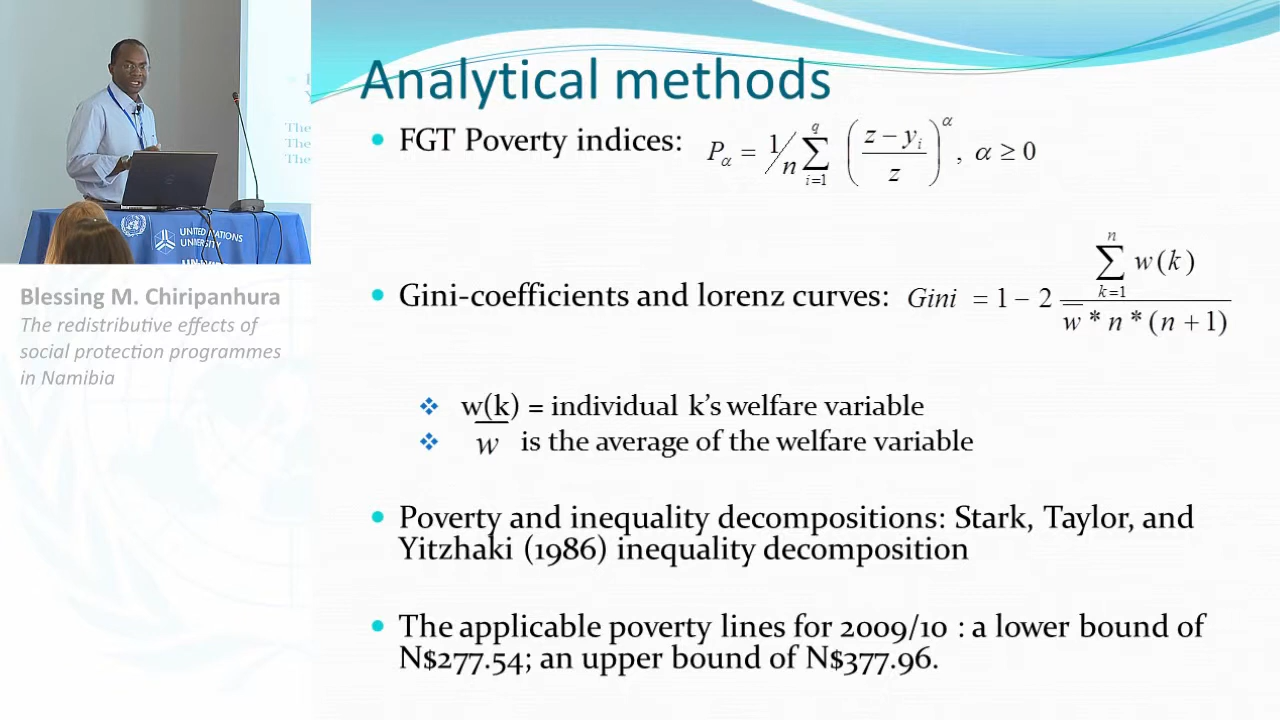 Analytical methods
• FGT Poverty indices: P_α = 1/n ∑_{i=1}^{q} ((z − y_i)/z)^α , α ≥ 0
• Gini-coefficients and lorenz curves: Gini = 1 − 2 (∑_{k=1}^{n} w(k))/(w̅ * n * (n + 1))
❖ w(k) = individual k's welfare variable
❖ w̅ is the average of the welfare variable
• Poverty and inequality decompositions: Stark, Taylor, and
Yitzhaki (1986) inequality decomposition
• The applicable poverty lines for 2009/10 : a lower bound of
N$277.54; an upper bound of N$377.96.
The
The
The
UNITED NATIONS
UNIVERSITY
Blessing M. Chiripanhura
The redistributive effects of
social protection programmes
in Namibia